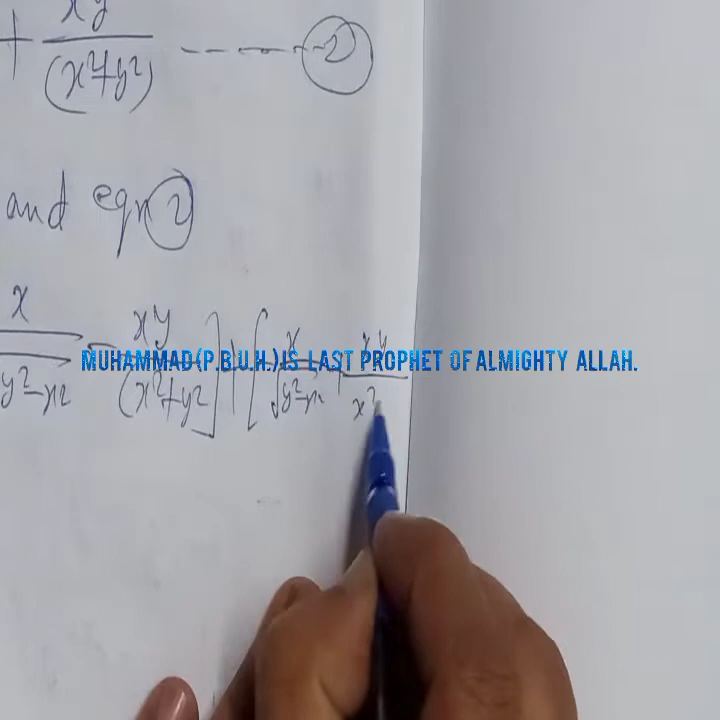 + xy/(x²+y²) ------ ②
and eqn ②
x/√y²-x² - xy/(x²+y²)] + [x/√y²-x² + xy/x²
MUHAMMAD (P.B.U.H.) IS LAST PROPHET OF ALMIGHTY ALLAH.